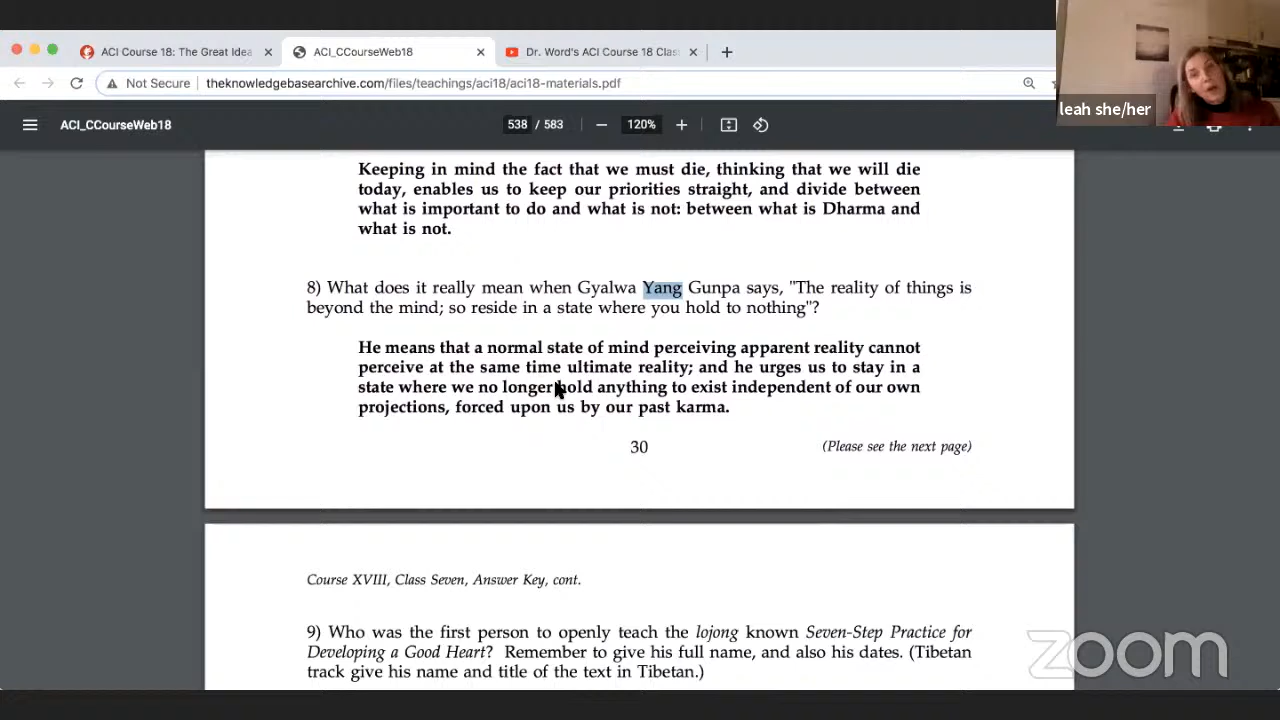 ACI Course 18: The Great Idea
ACI_CCourseWeb18
Dr. Word's ACI Course 18 Clas
Not Secure
theknowledgebasearchive.com/files/teachings/aci18/aci18-materials.pdf
leah she/her
ACI_CCourseWeb18
538 / 583
120%
Keeping in mind the fact that we must die, thinking that we will die
today, enables us to keep our priorities straight, and divide between
what is important to do and what is not: between what is Dharma and
what is not.
8) What does it really mean when Gyalwa Yang Gunpa says, "The reality of things is
beyond the mind; so reside in a state where you hold to nothing"?
He means that a normal state of mind perceiving apparent reality cannot
perceive at the same time ultimate reality; and he urges us to stay in a
state where we no longer hold anything to exist independent of our own
projections, forced upon us by our past karma.
30
(Please see the next page)
Course XVIII, Class Seven, Answer Key, cont.
9) Who was the first person to openly teach the lojong known Seven-Step Practice for
Developing a Good Heart? Remember to give his full name, and also his dates. (Tibetan
track give his name and title of the text in Tibetan.)
zoom